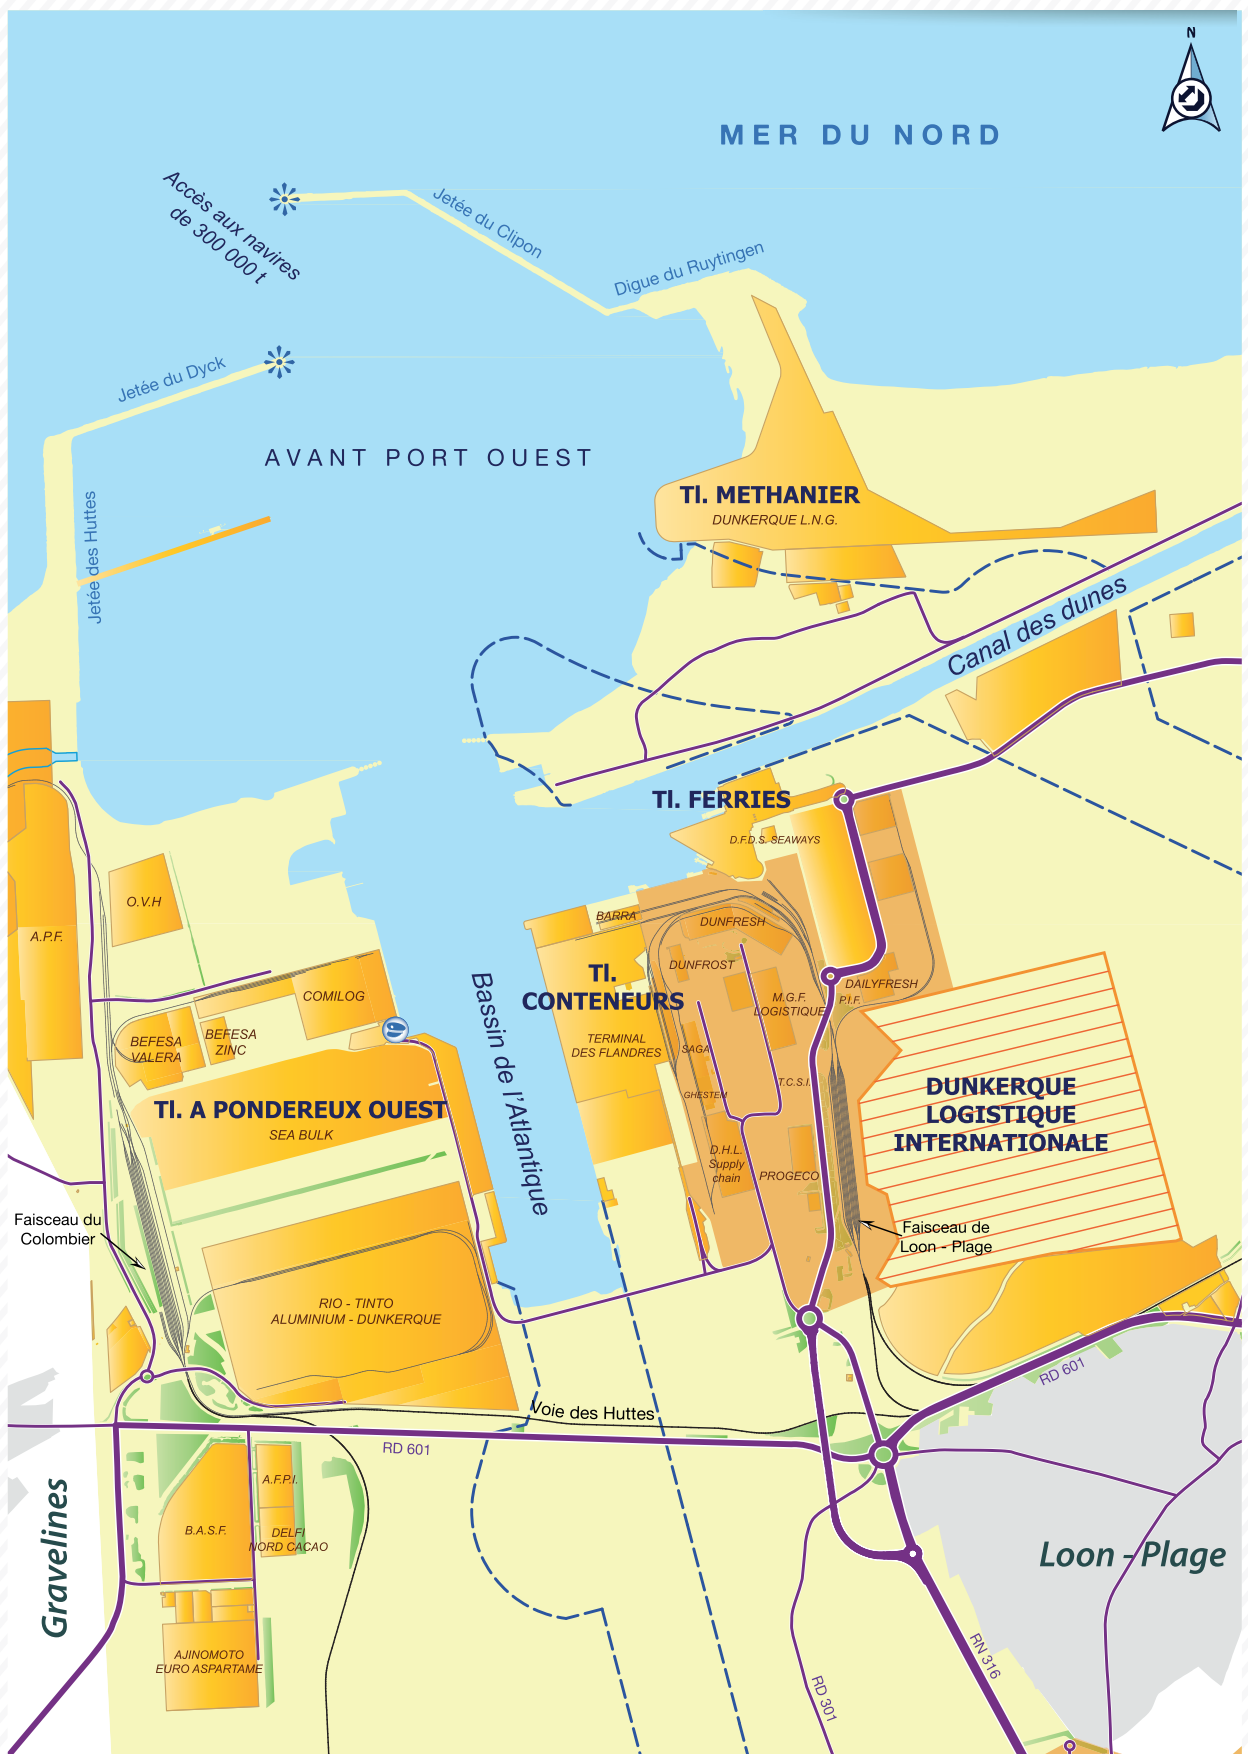 N
MER DU NORD
Accès aux navires
de 300 000 t
Jetée du Clipon
Digue du Ruytingen
Jetée du Dyck
AVANT PORT OUEST
Jetée des Huttes
Tl. METHANIER
DUNKERQUE L.N.G.
Canal des dunes
Tl. FERRIES
D.F.D.S. SEAWAYS
O.V.H
A.P.F.
BARRA
DUNFRESH
DUNFROST
Tl.
CONTENEURS
TERMINAL
DES FLANDRES
DAILYFRESH
P.I.F.
M.G.F.
LOGISTIQUE
COMILOG
BEFESA
VALERA
BEFESA
ZINC
SAGA
GHESTEM
T.C.S.I.
Bassin de l'Atlantique
Tl. A PONDEREUX OUEST
SEA BULK
DUNKERQUE
LOGISTIQUE
INTERNATIONALE
D.H.L.
Supply
chain
PROGECO
Faisceau du
Colombier
Faisceau de
Loon - Plage
RIO - TINTO
ALUMINIUM - DUNKERQUE
RD 601
Voie des Huttes
RD 601
Gravelines
A.F.P.I.
B.A.S.F.
DELFI
NORD CACAO
Loon - Plage
AJINOMOTO
EURO ASPARTAME
RN 316
RD 301